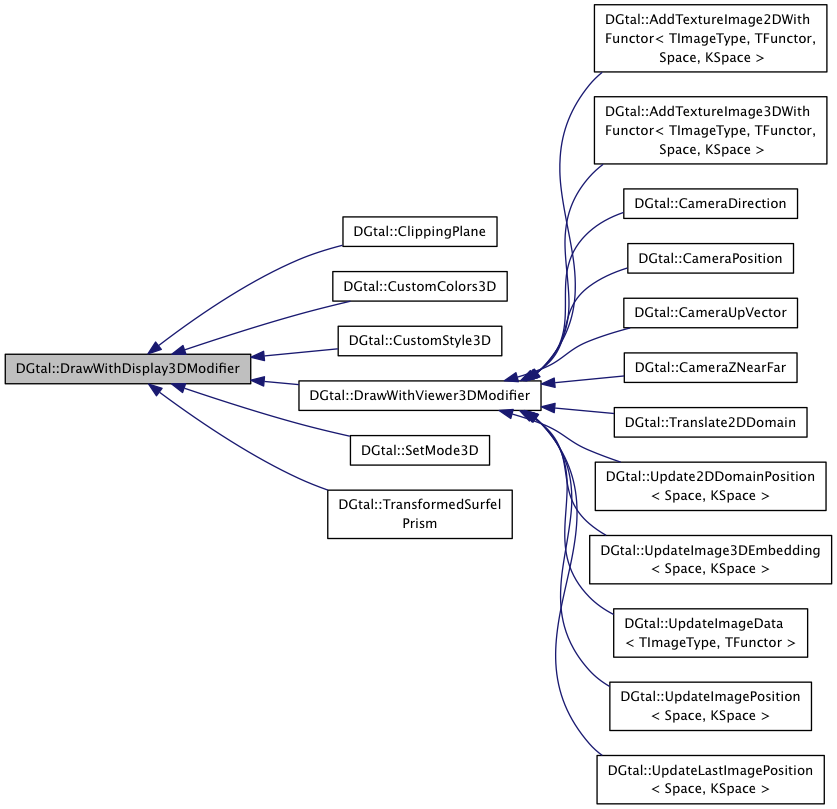 DGtal::DrawWithDisplay3DModifier
DGtal::ClippingPlane
DGtal::CustomColors3D
DGtal::CustomStyle3D
DGtal::DrawWithViewer3DModifier
DGtal::SetMode3D
DGtal::TransformedSurfel
Prism
DGtal::AddTextureImage2DWith
Functor< TImageType, TFunctor,
Space, KSpace >
DGtal::AddTextureImage3DWith
Functor< TImageType, TFunctor,
Space, KSpace >
DGtal::CameraDirection
DGtal::CameraPosition
DGtal::CameraUpVector
DGtal::CameraZNearFar
DGtal::Translate2DDomain
DGtal::Update2DDomainPosition
< Space, KSpace >
DGtal::UpdateImage3DEmbedding
< Space, KSpace >
DGtal::UpdateImageData
< TImageType, TFunctor >
DGtal::UpdateImagePosition
< Space, KSpace >
DGtal::UpdateLastImagePosition
< Space, KSpace >